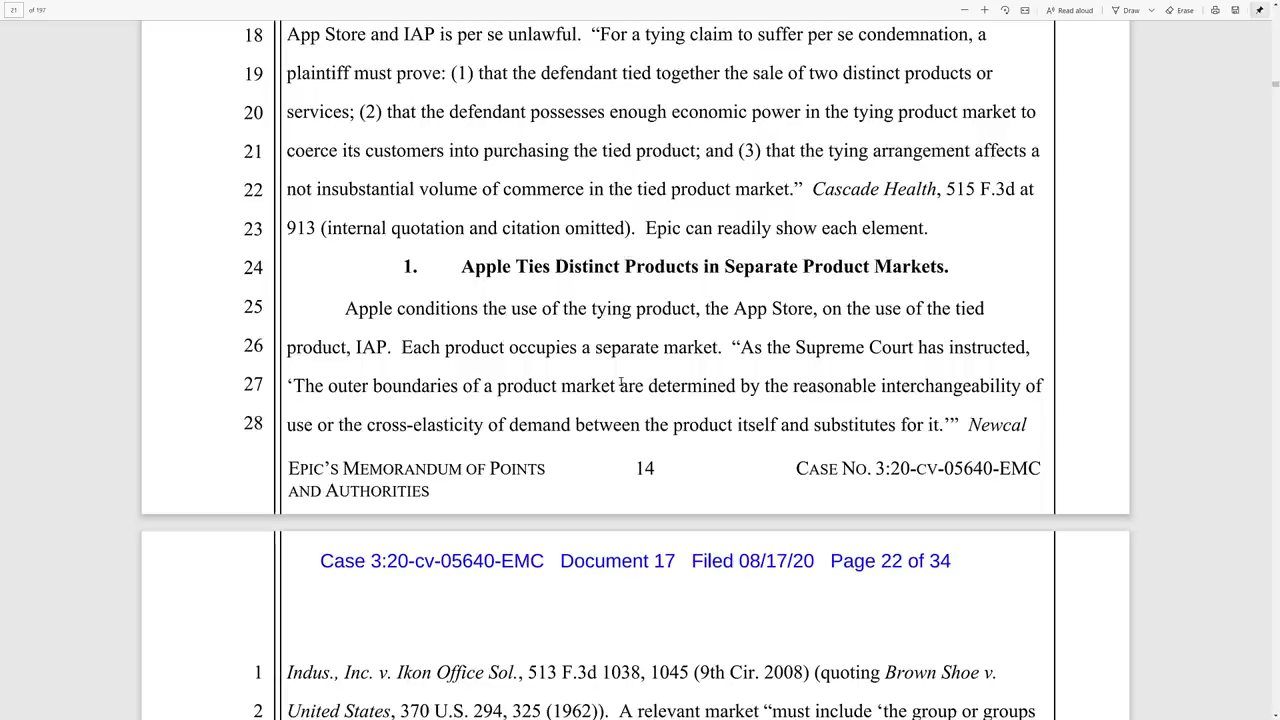 21 of 197
Read aloud
Draw
Erase
18 App Store and IAP is per se unlawful. “For a tying claim to suffer per se condemnation, a
19 plaintiff must prove: (1) that the defendant tied together the sale of two distinct products or
20 services; (2) that the defendant possesses enough economic power in the tying product market to
21 coerce its customers into purchasing the tied product; and (3) that the tying arrangement affects a
22 not insubstantial volume of commerce in the tied product market.” Cascade Health, 515 F.3d at
23 913 (internal quotation and citation omitted). Epic can readily show each element.
24 1. Apple Ties Distinct Products in Separate Product Markets.
25 Apple conditions the use of the tying product, the App Store, on the use of the tied
26 product, IAP. Each product occupies a separate market. “As the Supreme Court has instructed,
27 ‘The outer boundaries of a product market are determined by the reasonable interchangeability of
28 use or the cross-elasticity of demand between the product itself and substitutes for it.’” Newcal
EPIC’S MEMORANDUM OF POINTS 14 CASE NO. 3:20-CV-05640-EMC
AND AUTHORITIES
Case 3:20-cv-05640-EMC Document 17 Filed 08/17/20 Page 22 of 34
1 Indus., Inc. v. Ikon Office Sol., 513 F.3d 1038, 1045 (9th Cir. 2008) (quoting Brown Shoe v.
2 United States, 370 U.S. 294, 325 (1962)). A relevant market “must include ‘the group or groups